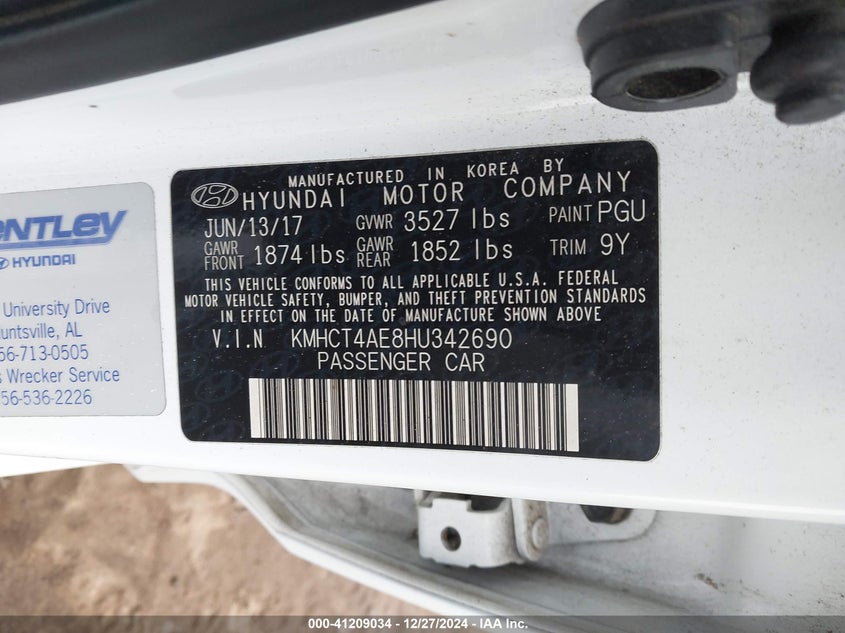 MANUFACTURED IN KOREA BY
HYUNDAI MOTOR COMPANY
JUN/13/17 GVWR 3527 lbs PAINT PGU
GAWR FRONT 1874 lbs GAWR REAR 1852 lbs TRIM 9Y
THIS VEHICLE CONFORMS TO ALL APPLICABLE U.S.A. FEDERAL
MOTOR VEHICLE SAFETY, BUMPER, AND THEFT PREVENTION STANDARDS
IN EFFECT ON THE DATE OF MANUFACTURE SHOWN ABOVE
V.I.N KMHCT4AE8HU342690
PASSENGER CAR
NTLEY
HYUNDAI
University Drive
untsville, AL
56-713-0505
s Wrecker Service
56-536-2226
000-41209034 - 12/27/2024 - IAA Inc.